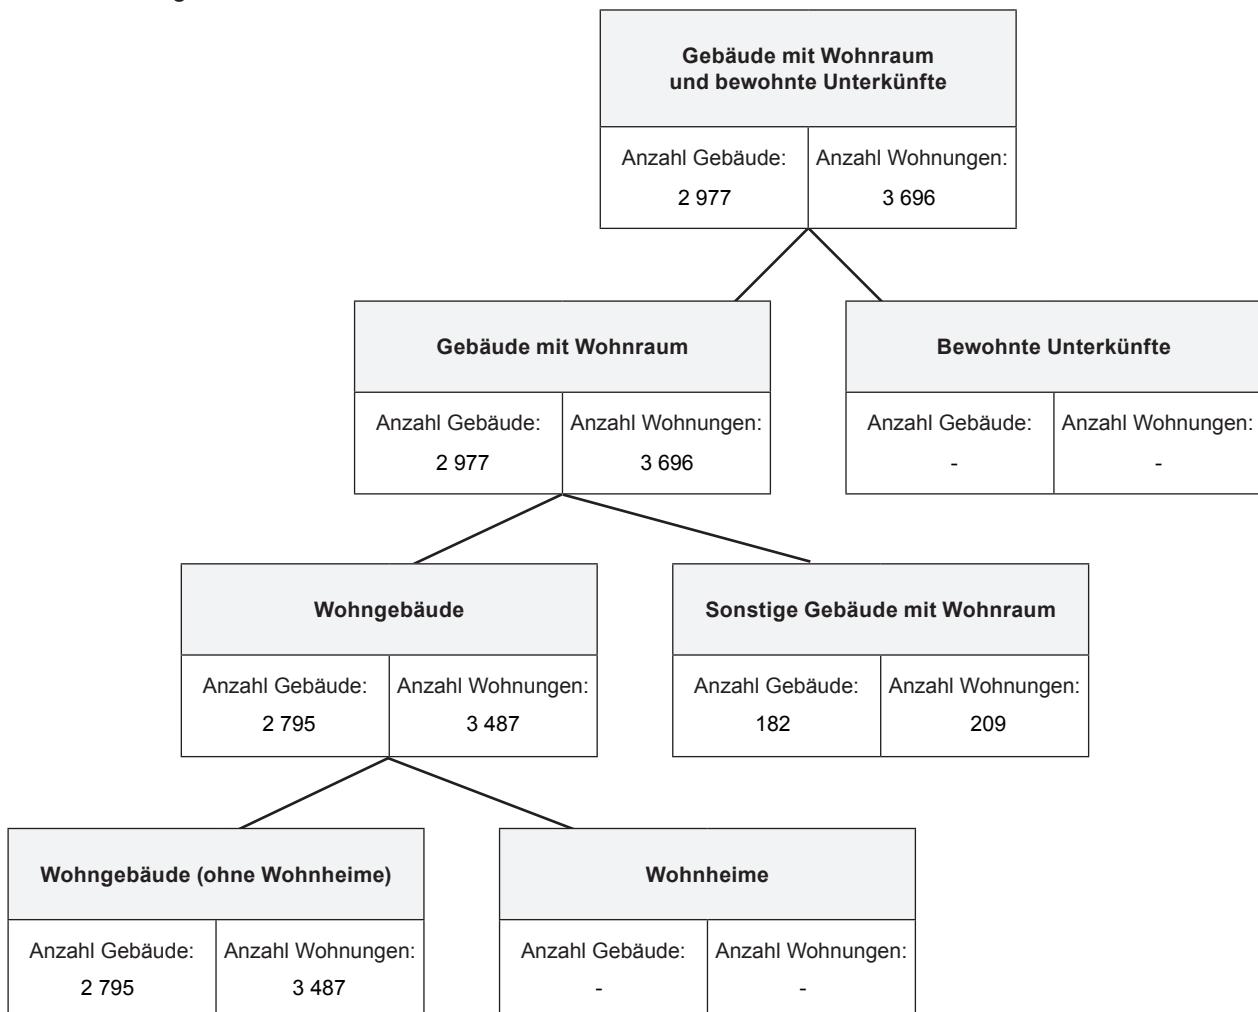 Gebäude mit Wohnraum
und bewohnte Unterkünfte
Anzahl Gebäude: Anzahl Wohnungen:
2 977 3 696
Gebäude mit Wohnraum Bewohnte Unterkünfte
Anzahl Gebäude: Anzahl Wohnungen: Anzahl Gebäude: Anzahl Wohnungen:
2 977 3 696 - -
Wohngebäude Sonstige Gebäude mit Wohnraum
Anzahl Gebäude: Anzahl Wohnungen: Anzahl Gebäude: Anzahl Wohnungen:
2 795 3 487 182 209
Wohngebäude (ohne Wohnheime) Wohnheime
Anzahl Gebäude: Anzahl Wohnungen: Anzahl Gebäude: Anzahl Wohnungen:
2 795 3 487 - -